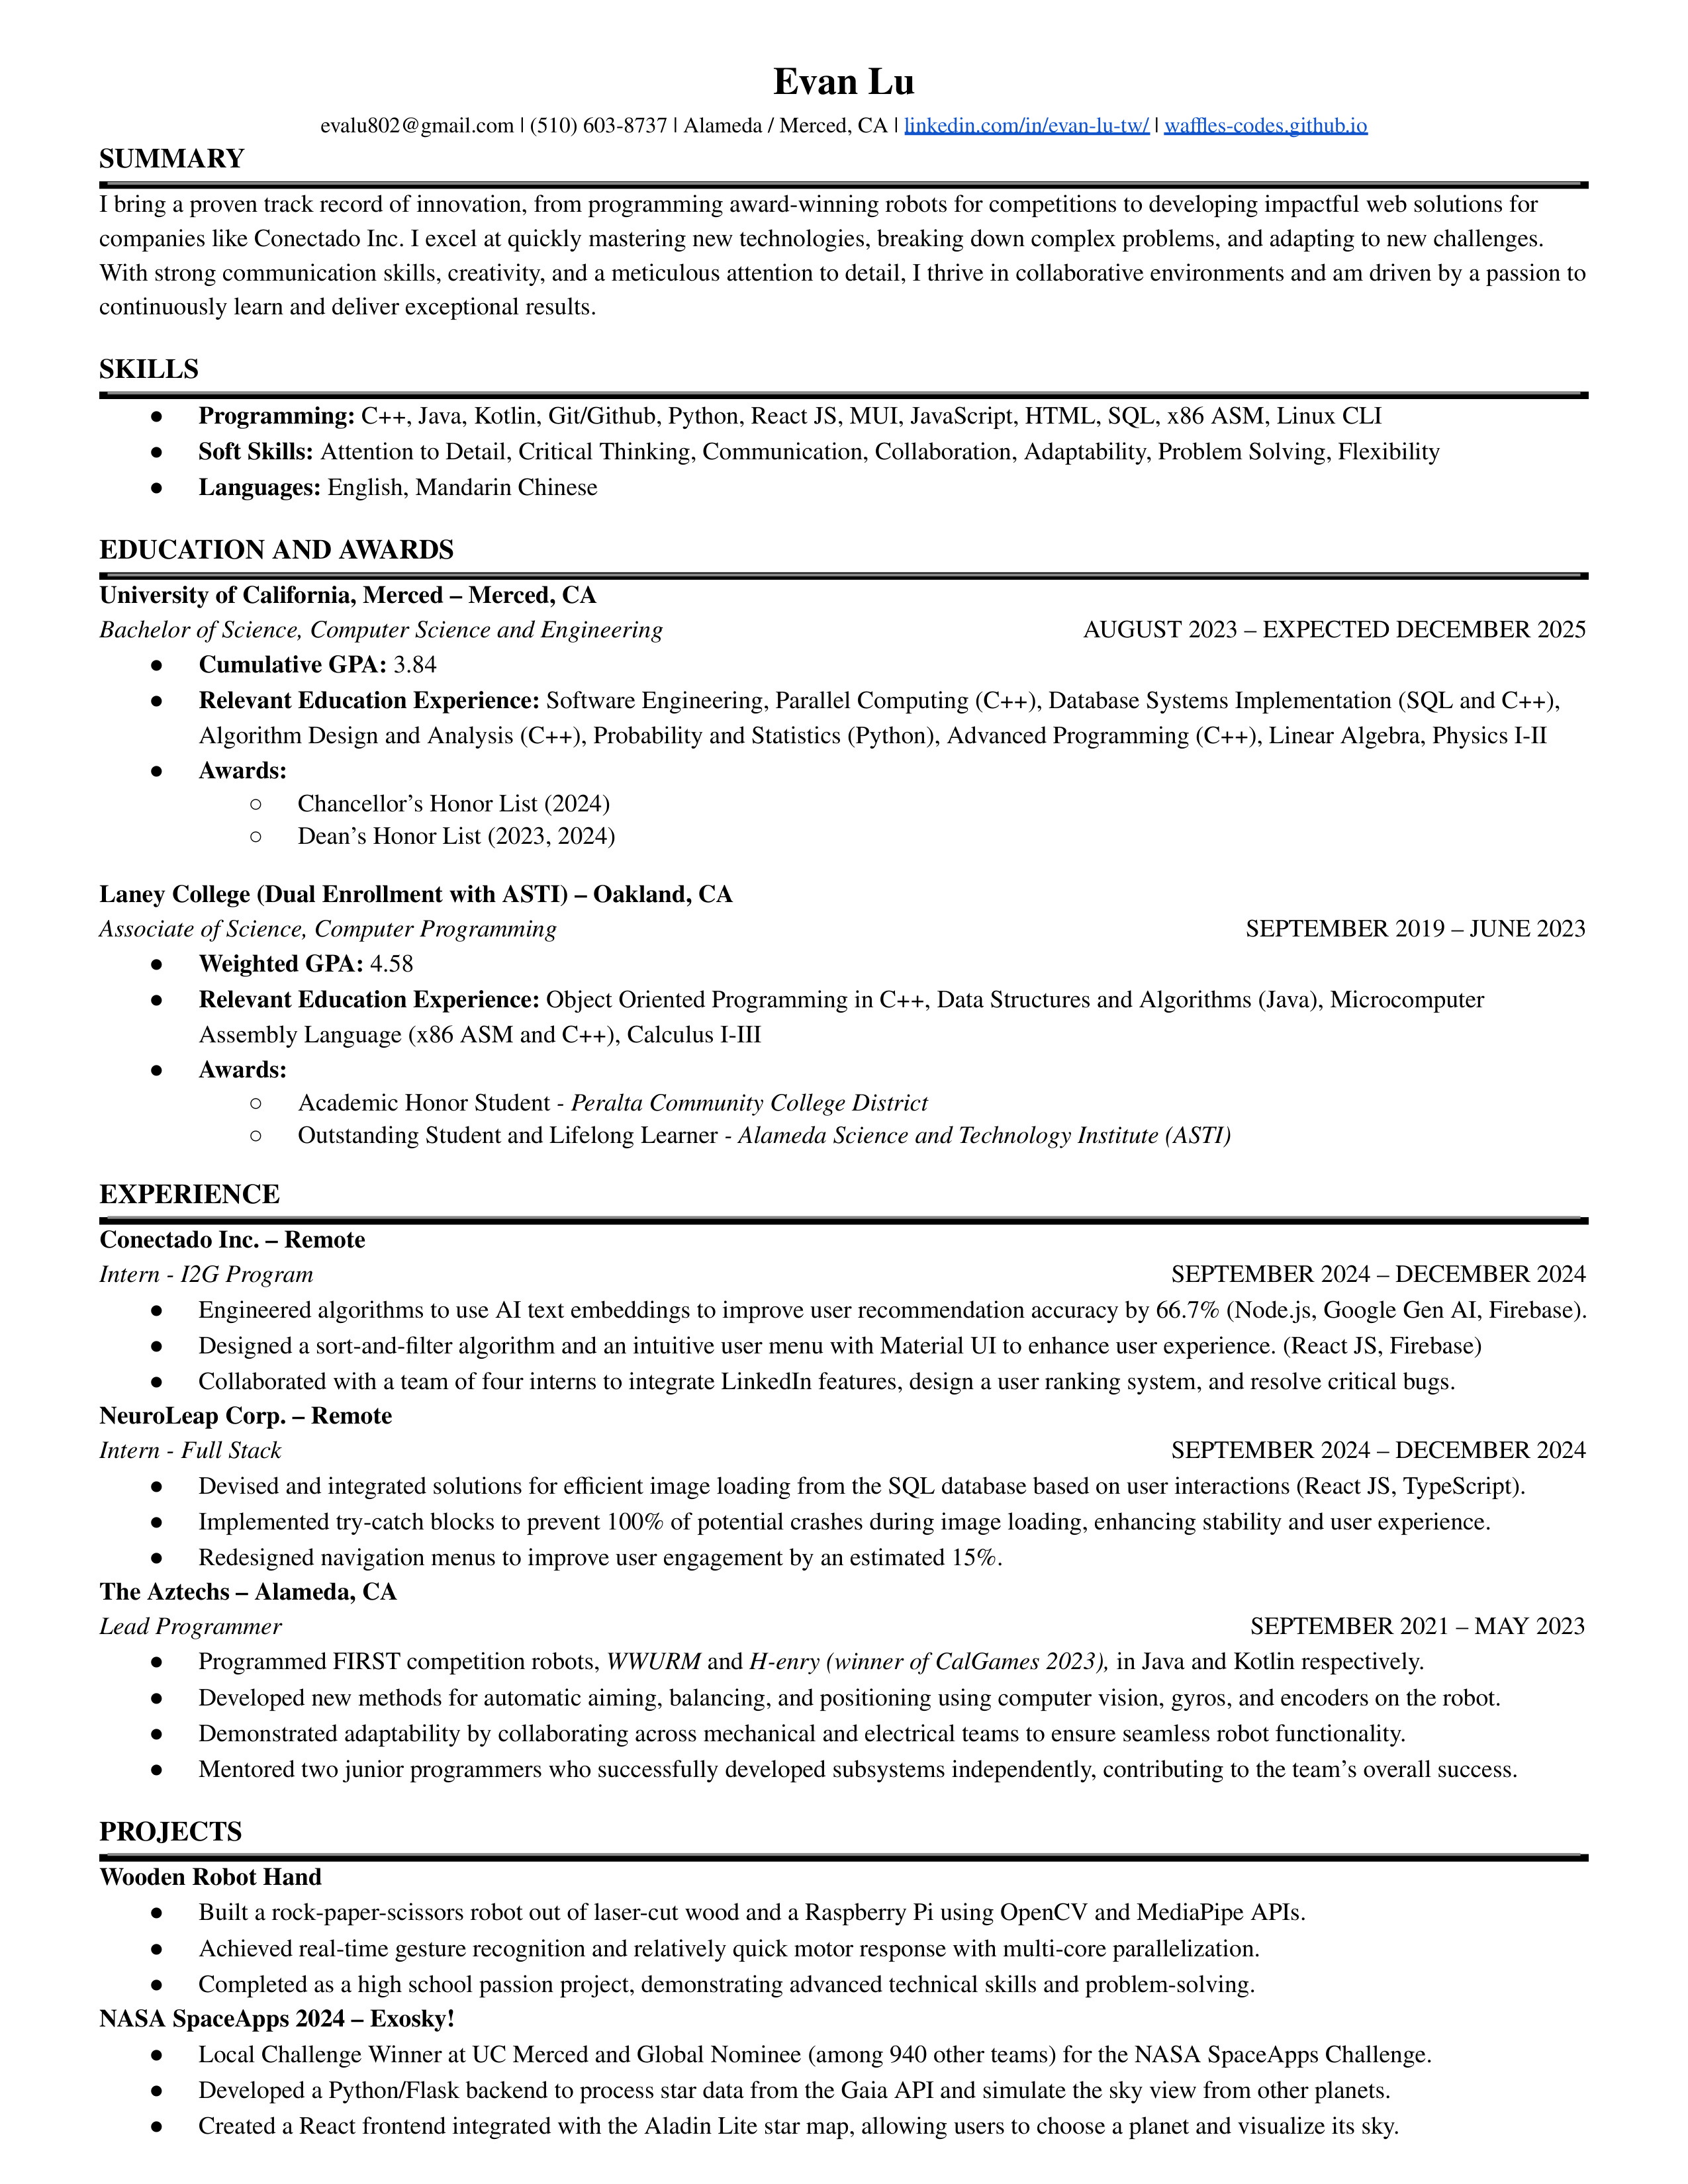 Evan Lu
evalu802@gmail.com | (510) 603-8737 | Alameda / Merced, CA | linkedin.com/in/evan-lu-tw/ | waffles-codes.github.io
SUMMARY
I bring a proven track record of innovation, from programming award-winning robots for competitions to developing impactful web solutions for
companies like Conectado Inc. I excel at quickly mastering new technologies, breaking down complex problems, and adapting to new challenges.
With strong communication skills, creativity, and a meticulous attention to detail, I thrive in collaborative environments and am driven by a passion to
continuously learn and deliver exceptional results.
SKILLS
● Programming: C++, Java, Kotlin, Git/Github, Python, React JS, MUI, JavaScript, HTML, SQL, x86 ASM, Linux CLI
● Soft Skills: Attention to Detail, Critical Thinking, Communication, Collaboration, Adaptability, Problem Solving, Flexibility
● Languages: English, Mandarin Chinese
EDUCATION AND AWARDS
University of California, Merced – Merced, CA
Bachelor of Science, Computer Science and Engineering AUGUST 2023 – EXPECTED DECEMBER 2025
● Cumulative GPA: 3.84
● Relevant Education Experience: Software Engineering, Parallel Computing (C++), Database Systems Implementation (SQL and C++),
Algorithm Design and Analysis (C++), Probability and Statistics (Python), Advanced Programming (C++), Linear Algebra, Physics I-II
● Awards:
○ Chancellor’s Honor List (2024)
○ Dean’s Honor List (2023, 2024)
Laney College (Dual Enrollment with ASTI) – Oakland, CA
Associate of Science, Computer Programming SEPTEMBER 2019 – JUNE 2023
● Weighted GPA: 4.58
● Relevant Education Experience: Object Oriented Programming in C++, Data Structures and Algorithms (Java), Microcomputer
Assembly Language (x86 ASM and C++), Calculus I-III
● Awards:
○ Academic Honor Student - Peralta Community College District
○ Outstanding Student and Lifelong Learner - Alameda Science and Technology Institute (ASTI)
EXPERIENCE
Conectado Inc. – Remote
Intern - I2G Program SEPTEMBER 2024 – DECEMBER 2024
● Engineered algorithms to use AI text embeddings to improve user recommendation accuracy by 66.7% (Node.js, Google Gen AI, Firebase).
● Designed a sort-and-filter algorithm and an intuitive user menu with Material UI to enhance user experience. (React JS, Firebase)
● Collaborated with a team of four interns to integrate LinkedIn features, design a user ranking system, and resolve critical bugs.
NeuroLeap Corp. – Remote
Intern - Full Stack SEPTEMBER 2024 – DECEMBER 2024
● Devised and integrated solutions for efficient image loading from the SQL database based on user interactions (React JS, TypeScript).
● Implemented try-catch blocks to prevent 100% of potential crashes during image loading, enhancing stability and user experience.
● Redesigned navigation menus to improve user engagement by an estimated 15%.
The Aztechs – Alameda, CA
Lead Programmer SEPTEMBER 2021 – MAY 2023
● Programmed FIRST competition robots, WWURM and H-enry (winner of CalGames 2023), in Java and Kotlin respectively.
● Developed new methods for automatic aiming, balancing, and positioning using computer vision, gyros, and encoders on the robot.
● Demonstrated adaptability by collaborating across mechanical and electrical teams to ensure seamless robot functionality.
● Mentored two junior programmers who successfully developed subsystems independently, contributing to the team’s overall success.
PROJECTS
Wooden Robot Hand
● Built a rock-paper-scissors robot out of laser-cut wood and a Raspberry Pi using OpenCV and MediaPipe APIs.
● Achieved real-time gesture recognition and relatively quick motor response with multi-core parallelization.
● Completed as a high school passion project, demonstrating advanced technical skills and problem-solving.
NASA SpaceApps 2024 – Exosky!
● Local Challenge Winner at UC Merced and Global Nominee (among 940 other teams) for the NASA SpaceApps Challenge.
● Developed a Python/Flask backend to process star data from the Gaia API and simulate the sky view from other planets.
● Created a React frontend integrated with the Aladin Lite star map, allowing users to choose a planet and visualize its sky.